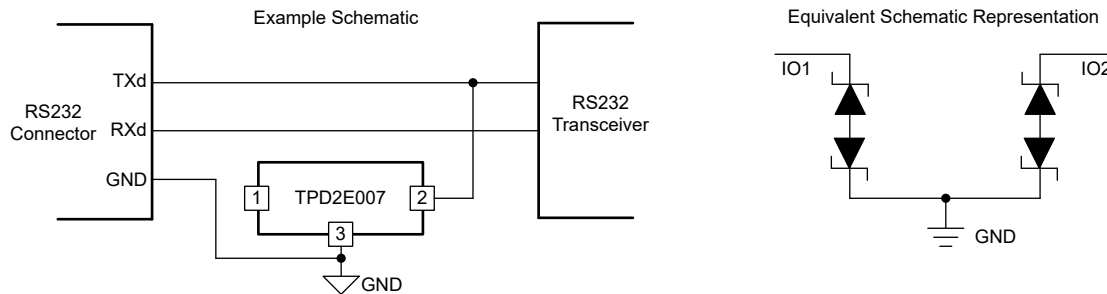 Example Schematic
TXd
RS232
Connector
RXd
GND
1
TPD2E007
2
3
GND
RS232
Transceiver
Equivalent Schematic Representation
IO1
IO2
GND